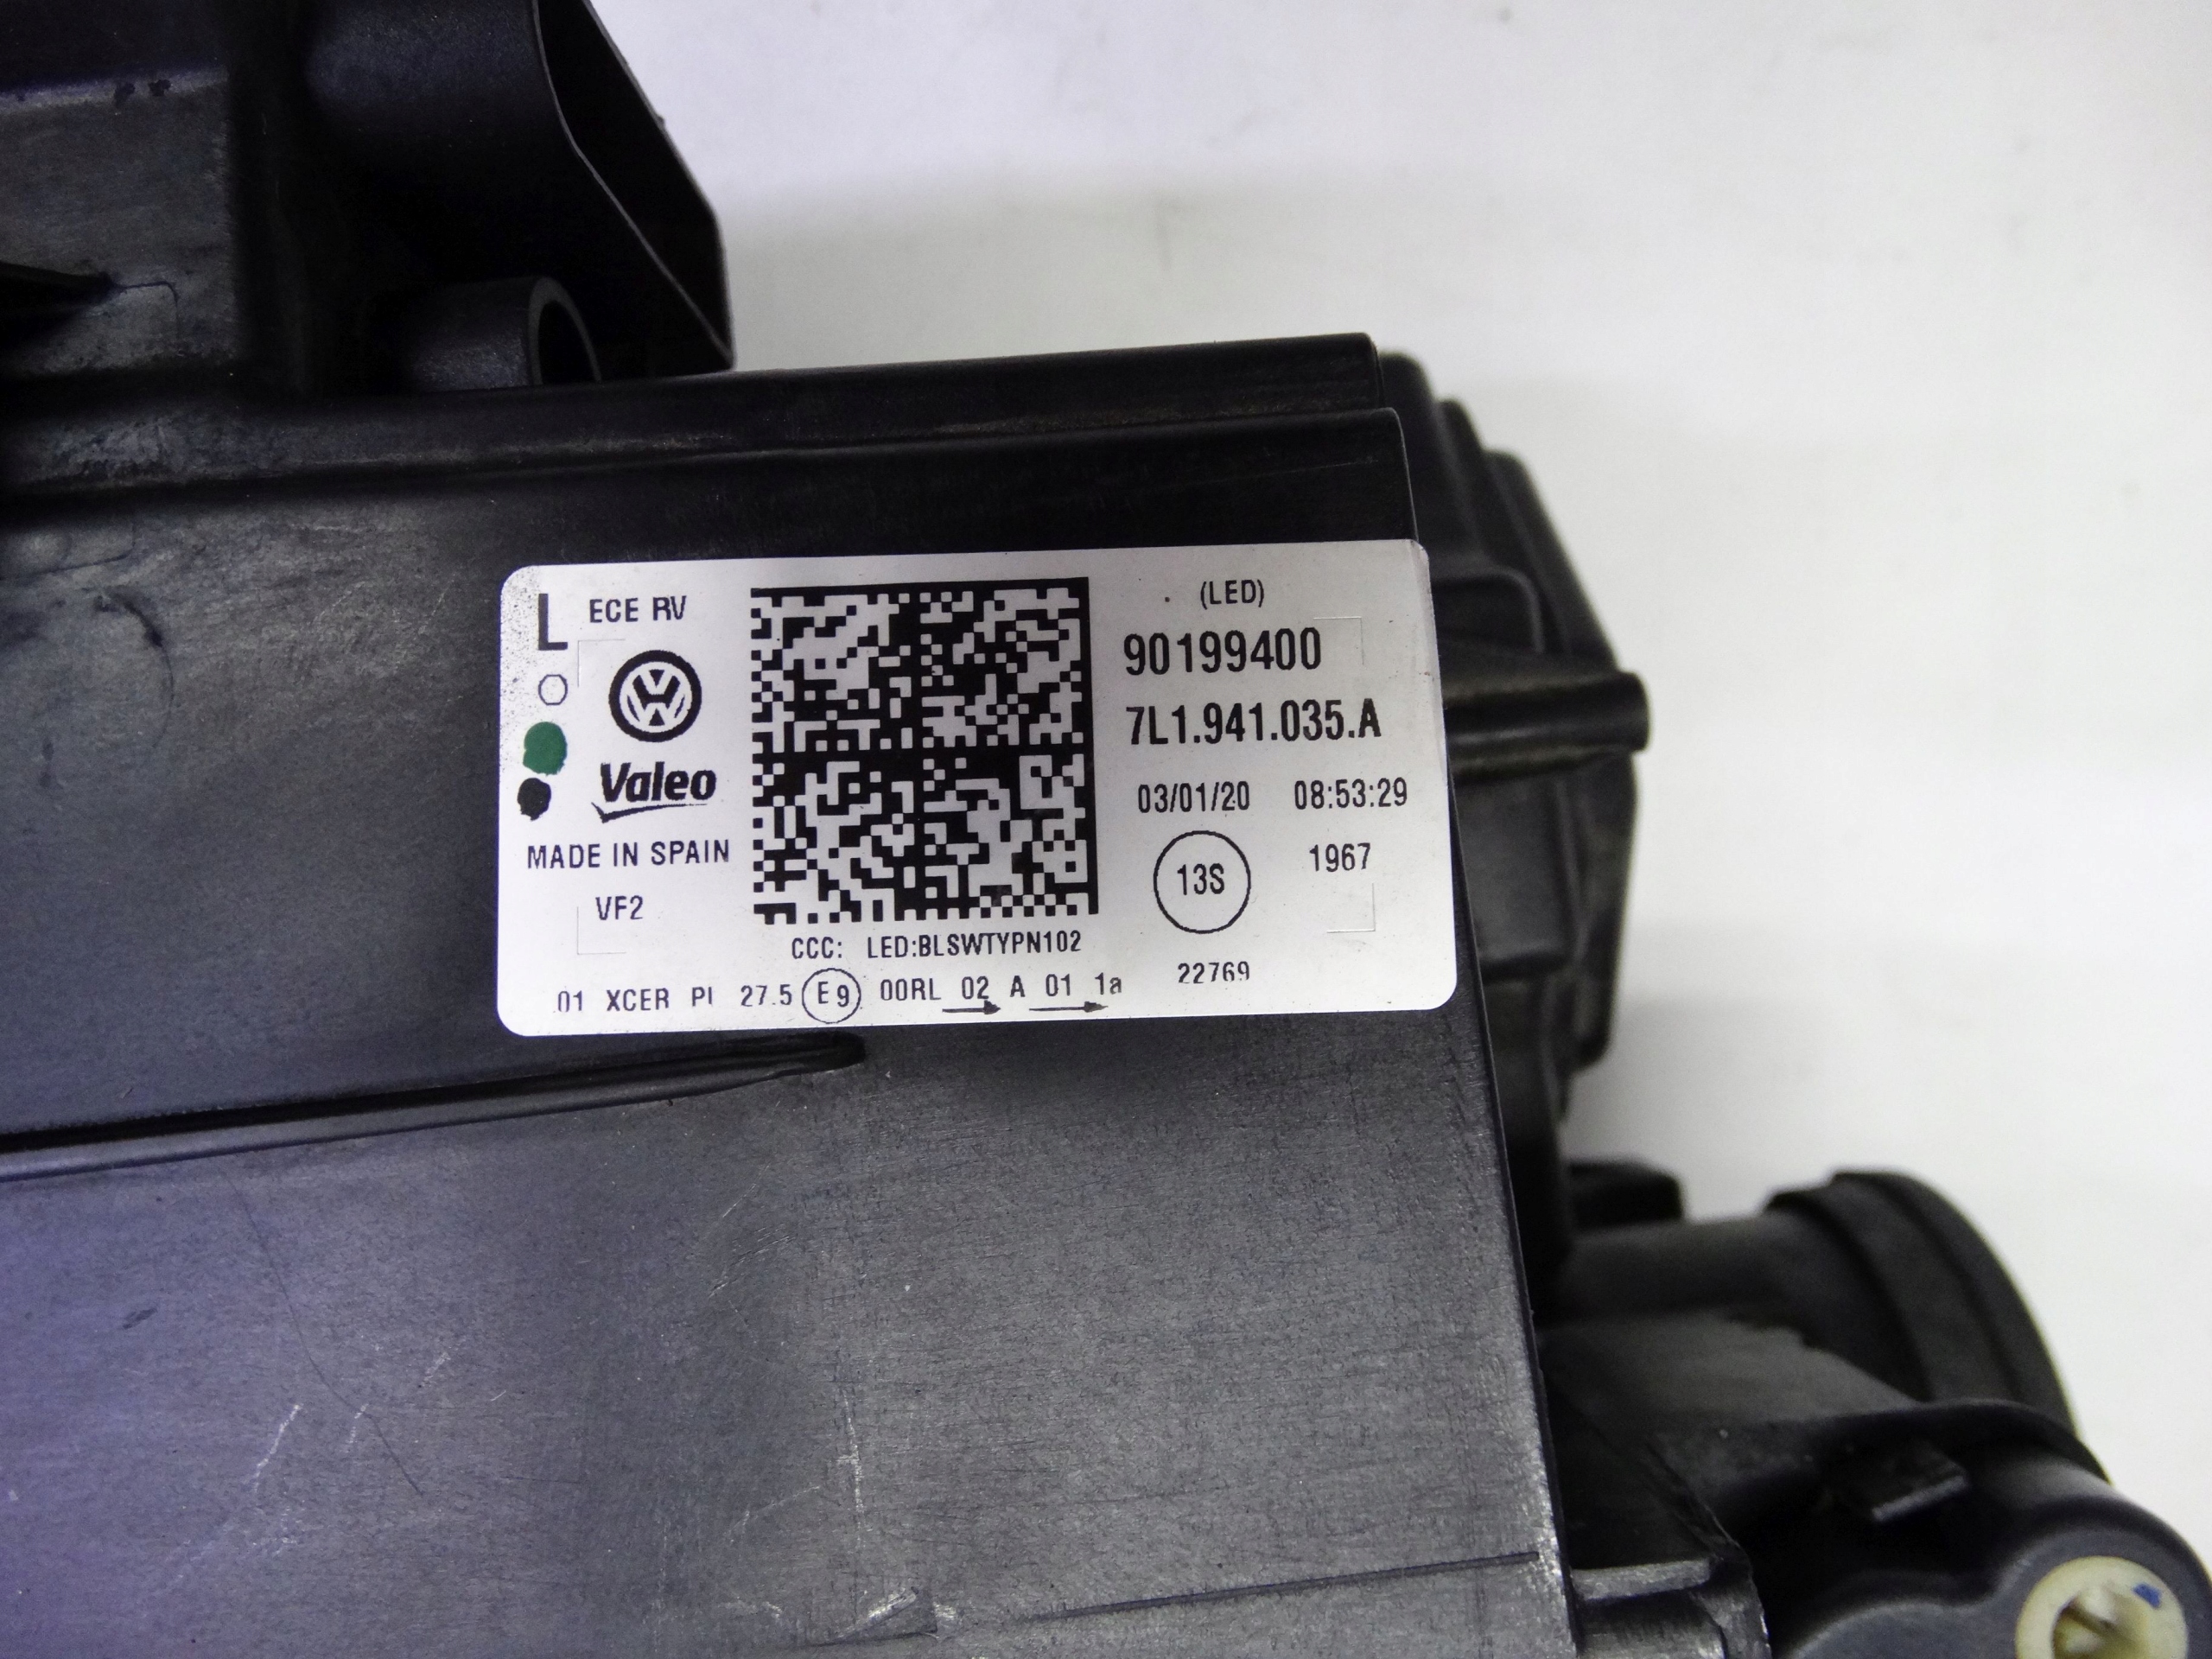 L ECE RV
Valeo
MADE IN SPAIN
VF2
(LED)
90199400
7L1.941.035.A
03/01/20 08:53:29
13S 1967
CCC: LED:BLSWTYPN102
22769
01 XCER PI 27.5 E9 00RL 02 A 01 1a